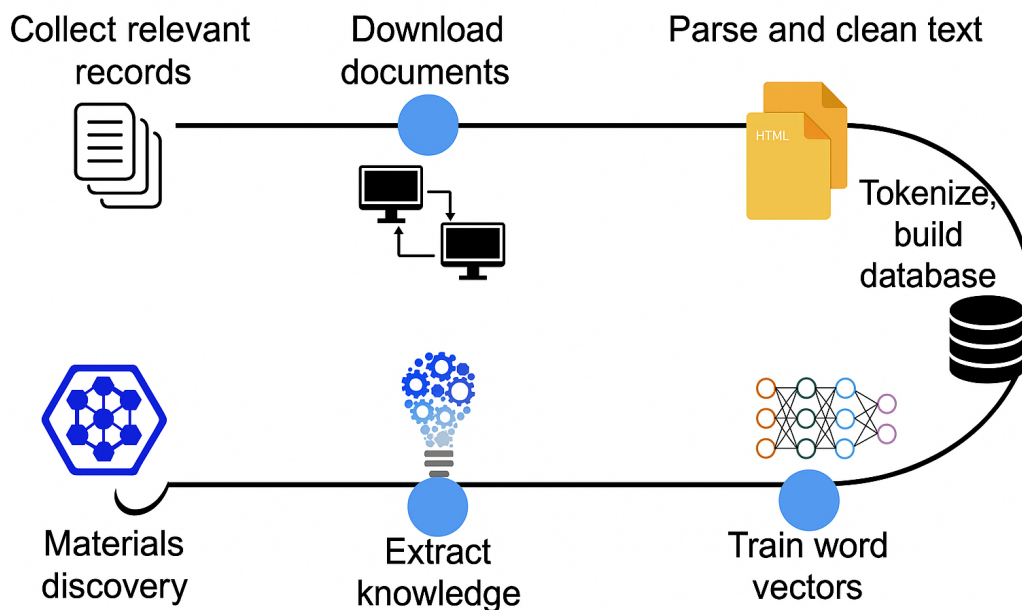 Collect relevant
records
Download
documents
Parse and clean text
HTML
Tokenize,
build
database
Train word
vectors
Extract
knowledge
Materials
discovery